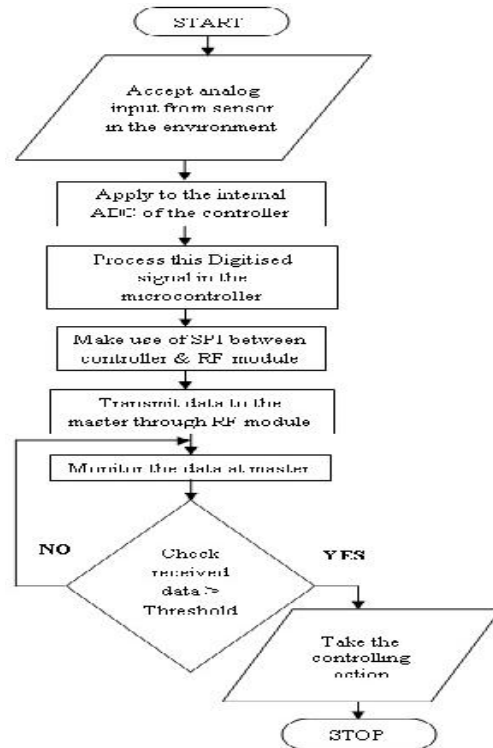 START
Accept analog
input from sensor
in the environment
Apply to the internal
ADC of the controller
Process this Digitised
signal in the
microcontroller
Make use of SPI between
controller & RF module
Transmit data to the
master through RF module
Monitor the data at master
NO
YES
Check
received
data >
Threshold
Take the
controlling
action
STOP